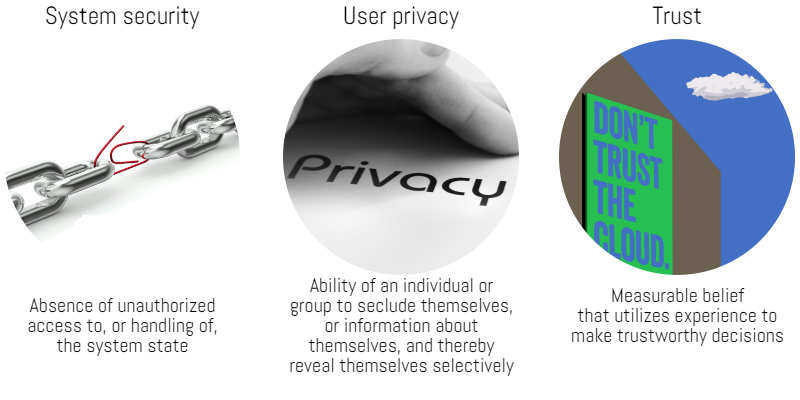 System security
User privacy
Trust
Privacy
DON'T
TRUST
THE
CLOUD.
Absence of unauthorized
access to, or handling of,
the system state
Ability of an individual or
group to seclude themselves,
or information about
themselves, and thereby
reveal themselves selectively
Measurable belief
that utilizes experience to
make trustworthy decisions